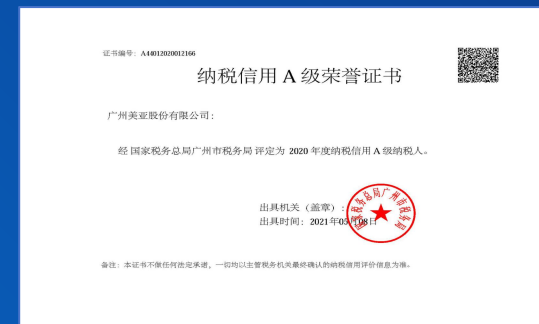 证书编号：A44012020012166
纳税信用 A 级荣誉证书
广州美亚股份有限公司：
经 国家税务总局广州市税务局 评定为 2020 年度纳税信用 A 级纳税人。
出具机关（盖章）：
国家税务总局广州市税务局
出具时间：2021年05月08日
备注：本证书不做任何法定承诺，一切均以主管税务机关最终确认的纳税信用评价信息为准。